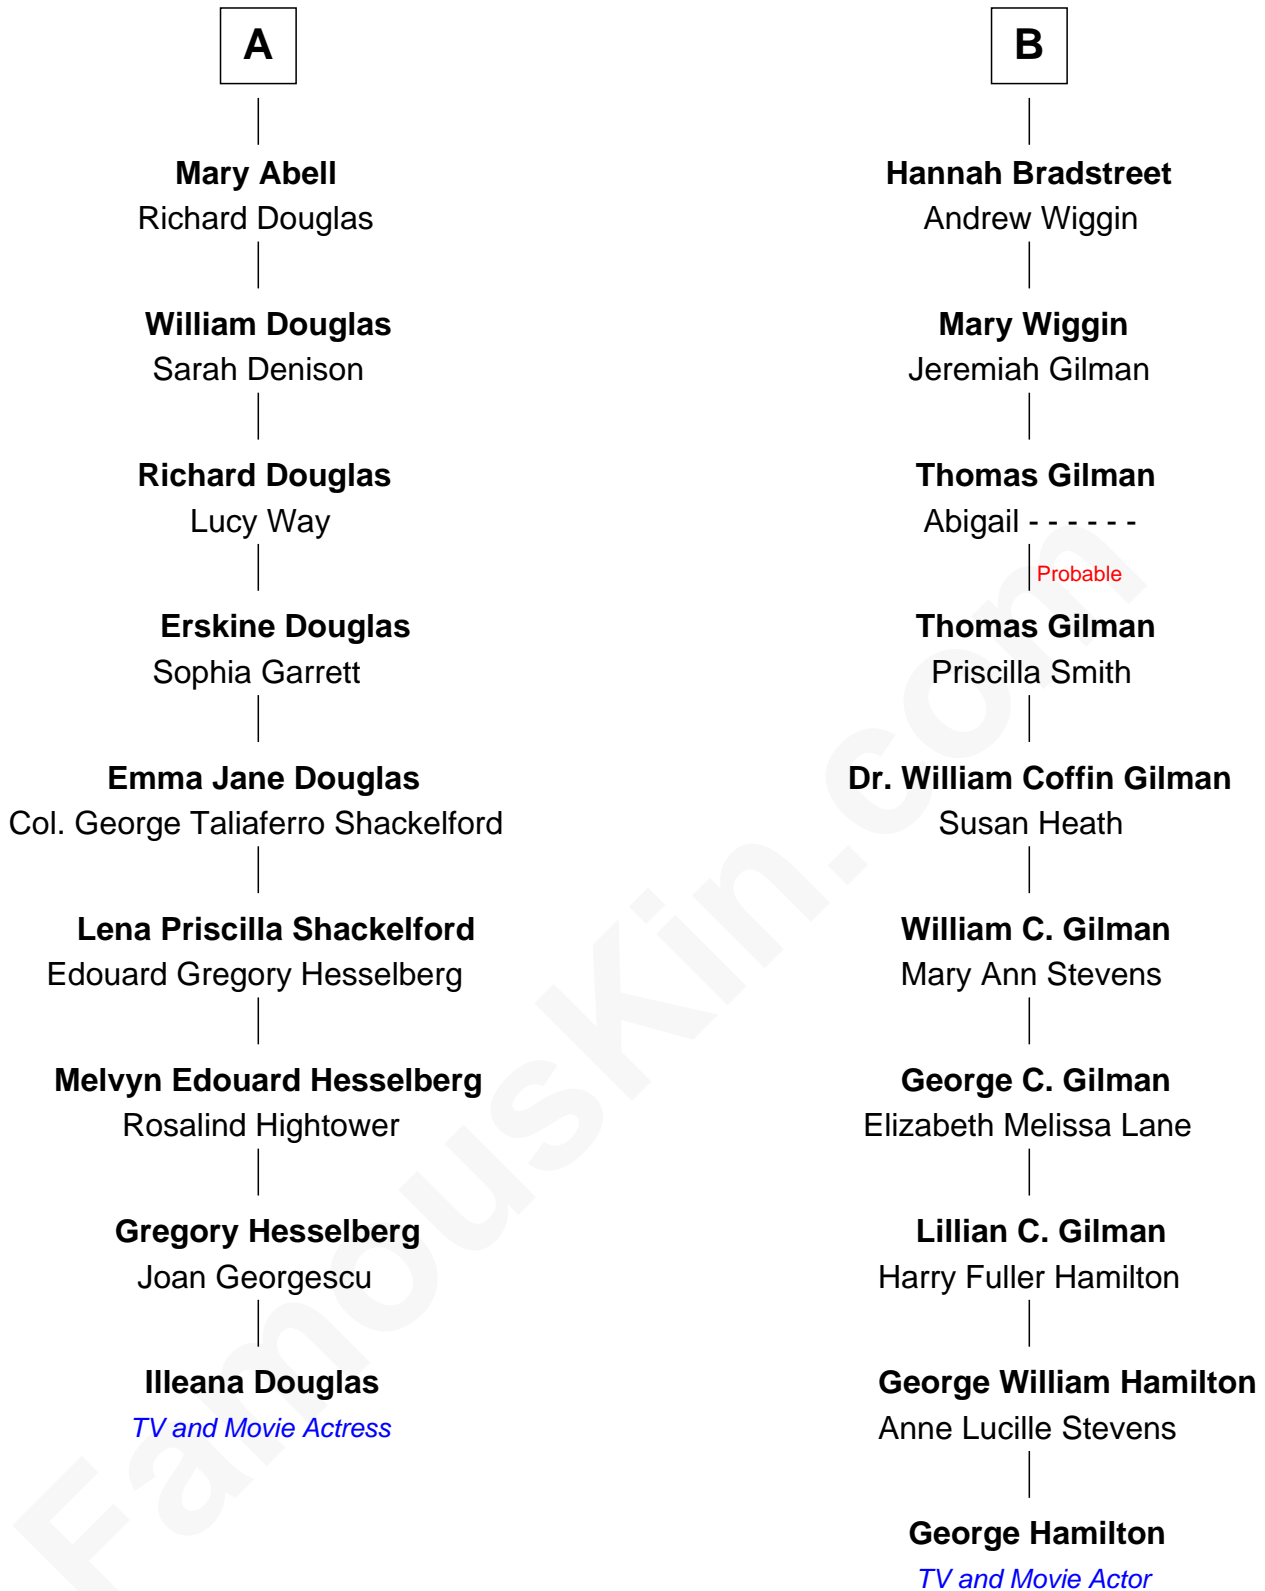 A
Mary Abell
Richard Douglas
William Douglas
Sarah Denison
Richard Douglas
Lucy Way
Erskine Douglas
Sophia Garrett
Emma Jane Douglas
Col. George Taliaferro Shackelford
Lena Priscilla Shackelford
Edouard Gregory Hesselberg
Melvyn Edouard Hesselberg
Rosalind Hightower
Gregory Hesselberg
Joan Georgescu
Illeana Douglas
TV and Movie Actress
B
Hannah Bradstreet
Andrew Wiggin
Mary Wiggin
Jeremiah Gilman
Thomas Gilman
Abigail - - - - - -
Probable
Thomas Gilman
Priscilla Smith
Dr. William Coffin Gilman
Susan Heath
William C. Gilman
Mary Ann Stevens
George C. Gilman
Elizabeth Melissa Lane
Lillian C. Gilman
Harry Fuller Hamilton
George William Hamilton
Anne Lucille Stevens
George Hamilton
TV and Movie Actor
FamousKin.com